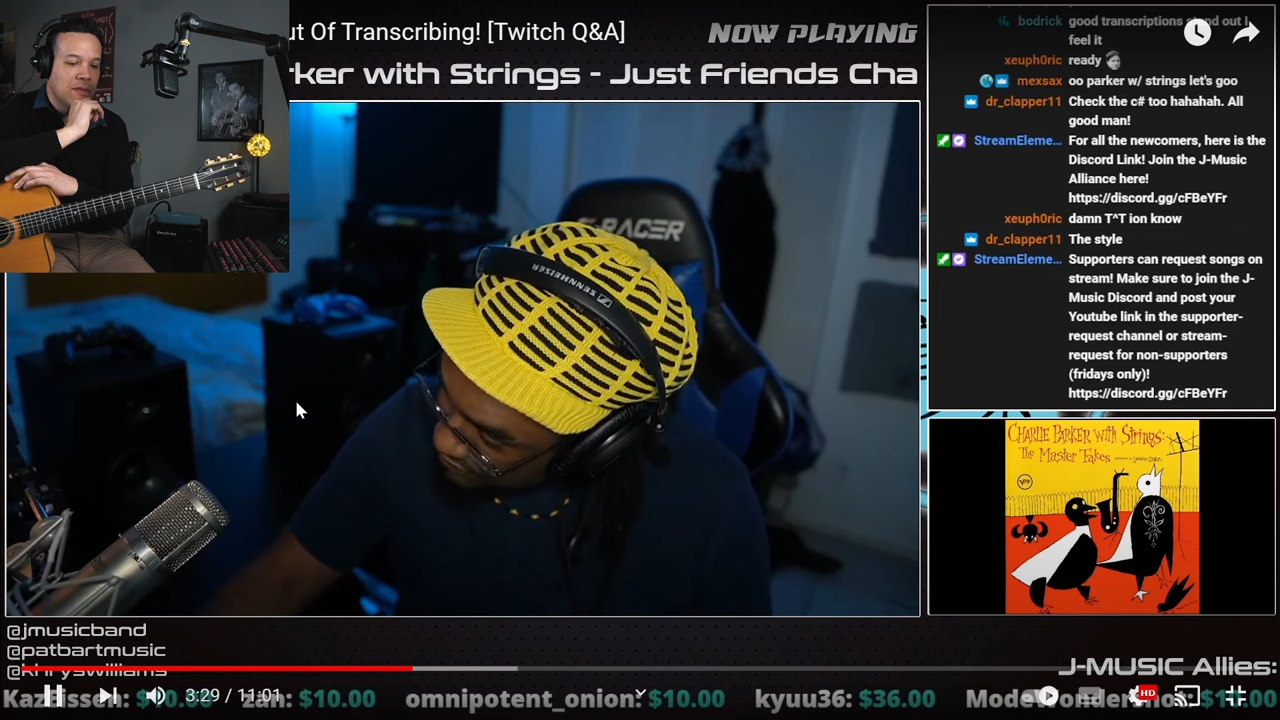 ut Of Transcribing! [Twitch Q&A]
NOW PLAYING
rker with Strings - Just Friends Cha
bodrick good transcriptions stand out I
feel it
xeuph0ric ready
mexsax oo parker w/ strings let's goo
dr_clapper11 Check the c# too hahahah. All
good man!
StreamEleme... For all the newcomers, here is the
Discord Link! Join the J-Music
Alliance here!
https://discord.gg/cFBeYFr
xeuph0ric damn T^T ion know
dr_clapper11 The style
StreamEleme... Supporters can request songs on
stream! Make sure to join the J-
Music Discord and post your
Youtube link in the supporter-
request channel or stream-
request for non-supporters
(fridays only)!
https://discord.gg/cFBeYFr
RACER
SENNHEISER
CHARLIE PARKER WITH STRINGS:
The Master Takes
@jmusicband
@patbartmusic
@khryswilliams
J-MUSIC Allies:
3:29 / 11:01
HD
$10.00 omnipotent_onion: $10.00 kyuu36: $36.00